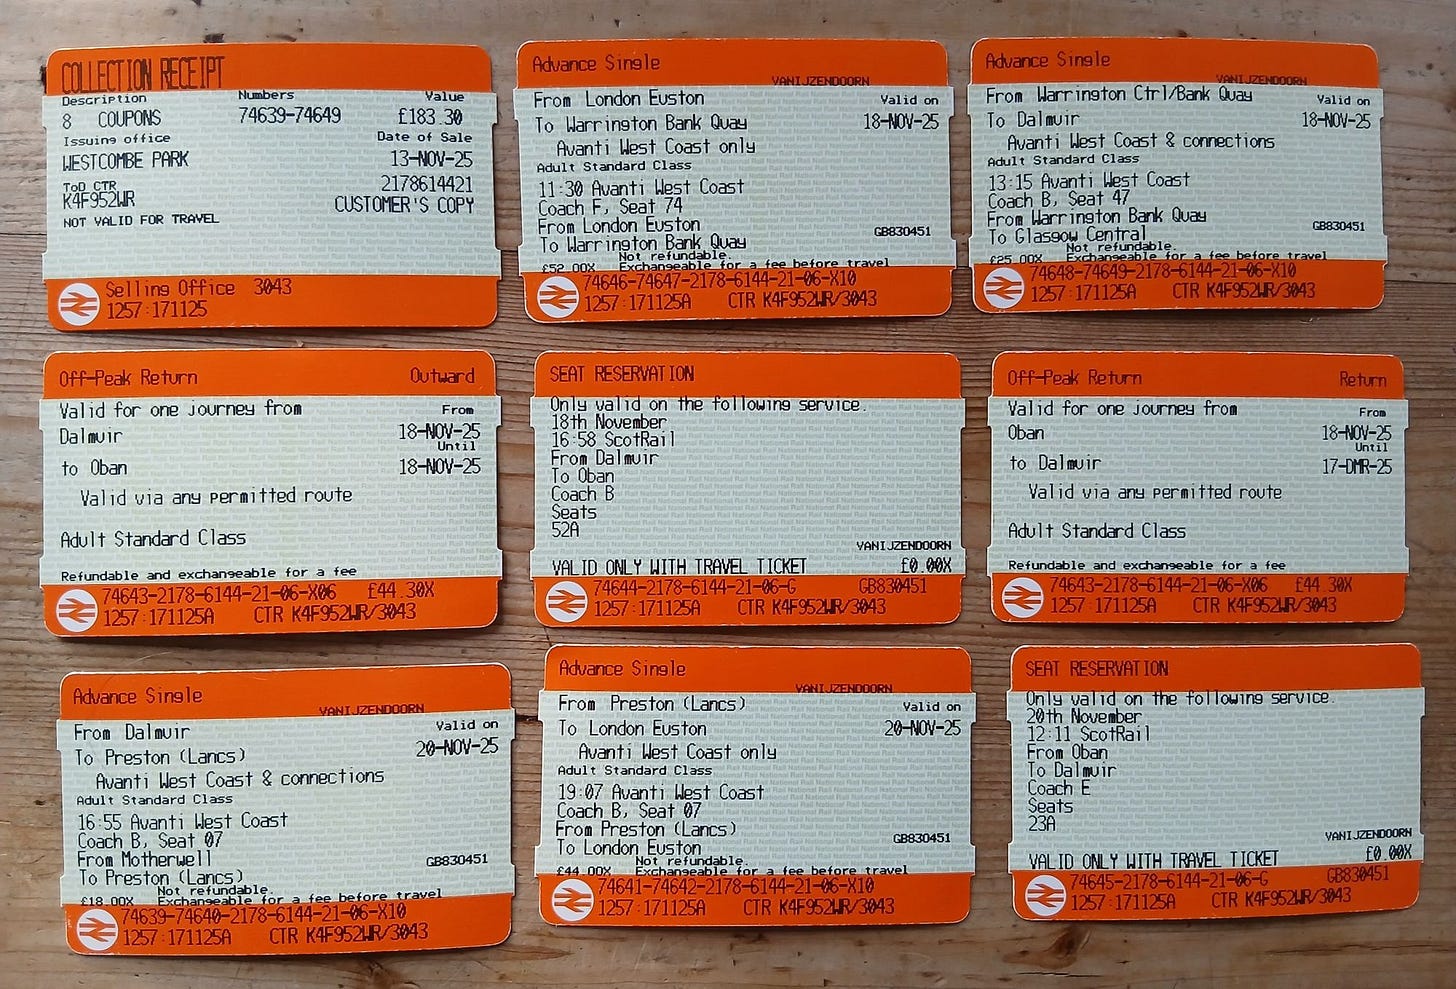 COLLECTION RECEIPT
Description Numbers Value
8 COUPONS 74639-74649 £183.30
Issuing office Date of Sale
WESTCOMBE PARK 13-NOV-25
ToD CTR 2178614421
K4F952WR CUSTOMER'S COPY
NOT VALID FOR TRAVEL
Selling Office 3043
1257:171125
Advance Single
VANIJZENDOORN
From London Euston Valid on
To Warrington Bank Quay 18-NOV-25
Avanti West Coast only
Adult Standard Class
11:30 Avanti West Coast
Coach F, Seat 74
From London Euston
To Warrington Bank Quay GB830451
Not refundable.
£52.00X Exchangeable for a fee before travel
74646-74647-2178-6144-21-06-X10
1257:171125A CTR K4F952WR/3043
Advance Single
VANIJZENDOORN
From Warrington Ctrl/Bank Quay Valid on
To Dalmuir 18-NOV-25
Avanti West Coast & connections
Adult Standard Class
13:15 Avanti West Coast
Coach B, Seat 47
From Warrington Bank Quay
To Glasgow Central GB830451
Not refundable.
£25.00X Exchangeable for a fee before travel
74648-74649-2178-6144-21-06-X10
1257:171125A CTR K4F952WR/3043
Off-Peak Return Outward
Valid for one journey from From
Dalmuir 18-NOV-25
Until
to Oban 18-NOV-25
Valid via any permitted route
Adult Standard Class
Refundable and exchangeable for a fee
74643-2178-6144-21-06-X06 £44.30X
1257:171125A CTR K4F952WR/3043
SEAT RESERVATION
Only valid on the following service.
18th November
16:58 ScotRail
From Dalmuir
To Oban
Coach B
Seats
52A
VANIJZENDOORN
VALID ONLY WITH TRAVEL TICKET £0.00X
74644-2178-6144-21-06-G GB830451
1257:171125A CTR K4F952WR/3043
Off-Peak Return Return
Valid for one journey from From
Oban 18-NOV-25
Until
to Dalmuir 17-DMR-25
Valid via any permitted route
Adult Standard Class
Refundable and exchangeable for a fee
74643-2178-6144-21-06-X06 £44.30X
1257:171125A CTR K4F952WR/3043
Advance Single
VANIJZENDOORN
From Dalmuir Valid on
To Preston (Lancs) 20-NOV-25
Avanti West Coast & connections
Adult Standard Class
16:55 Avanti West Coast
Coach B, Seat 07
From Motherwell GB830451
To Preston (Lancs)
Not refundable.
£18.00X Exchangeable for a fee before travel
74639-74640-2178-6144-21-06-X10
1257:171125A CTR K4F952WR/3043
Advance Single
VANIJZENDOORN
From Preston (Lancs) Valid on
To London Euston 20-NOV-25
Avanti West Coast only
Adult Standard Class
19:07 Avanti West Coast
Coach B, Seat 07
From Preston (Lancs)
To London Euston GB830451
Not refundable.
£44.00X Exchangeable for a fee before travel
74641-74642-2178-6144-21-06-X10
1257:171125A CTR K4F952WR/3043
SEAT RESERVATION
Only valid on the following service.
20th November
12:11 ScotRail
From Oban
To Dalmuir
Coach E
Seats
23A
VANIJZENDOORN
VALID ONLY WITH TRAVEL TICKET £0.00X
74645-2178-6144-21-06-G GB830451
1257:171125A CTR K4F952WR/3043